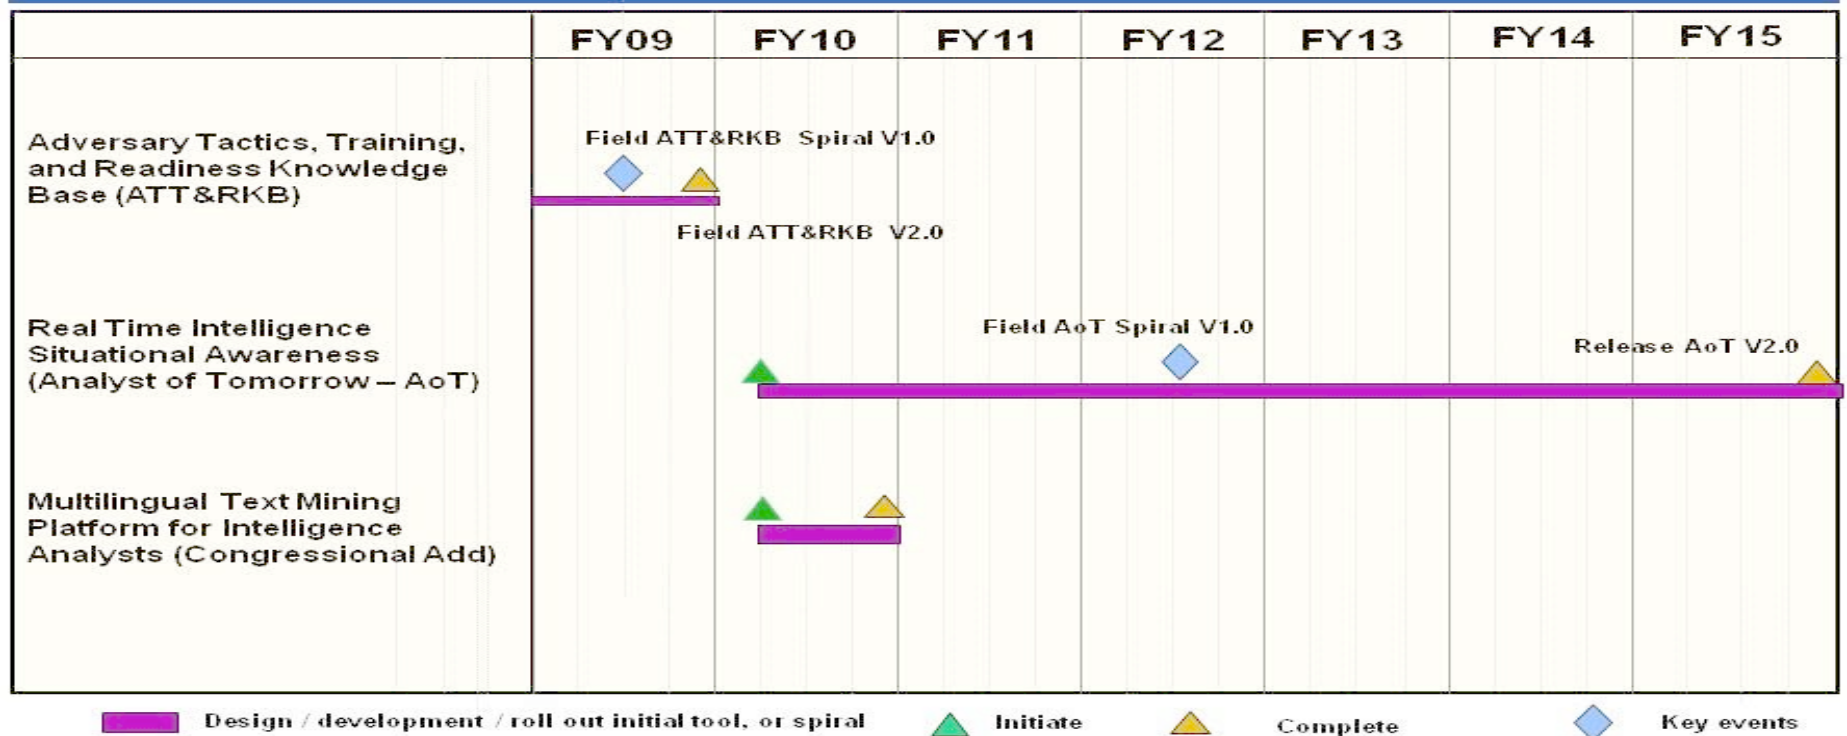 FY09 FY10 FY11 FY12 FY13 FY14 FY15
Adversary Tactics, Training,
and Readiness Knowledge
Base (ATT&RKB)
Field ATT&RKB Spiral V1.0
Field ATT&RKB V2.0
Real Time Intelligence
Situational Awareness
(Analyst of Tomorrow – AoT)
Field AoT Spiral V1.0
Release AoT V2.0
Multilingual Text Mining
Platform for Intelligence
Analysts (Congressional Add)
Design / development / roll out initial tool, or spiral
Initiate
Complete
Key events